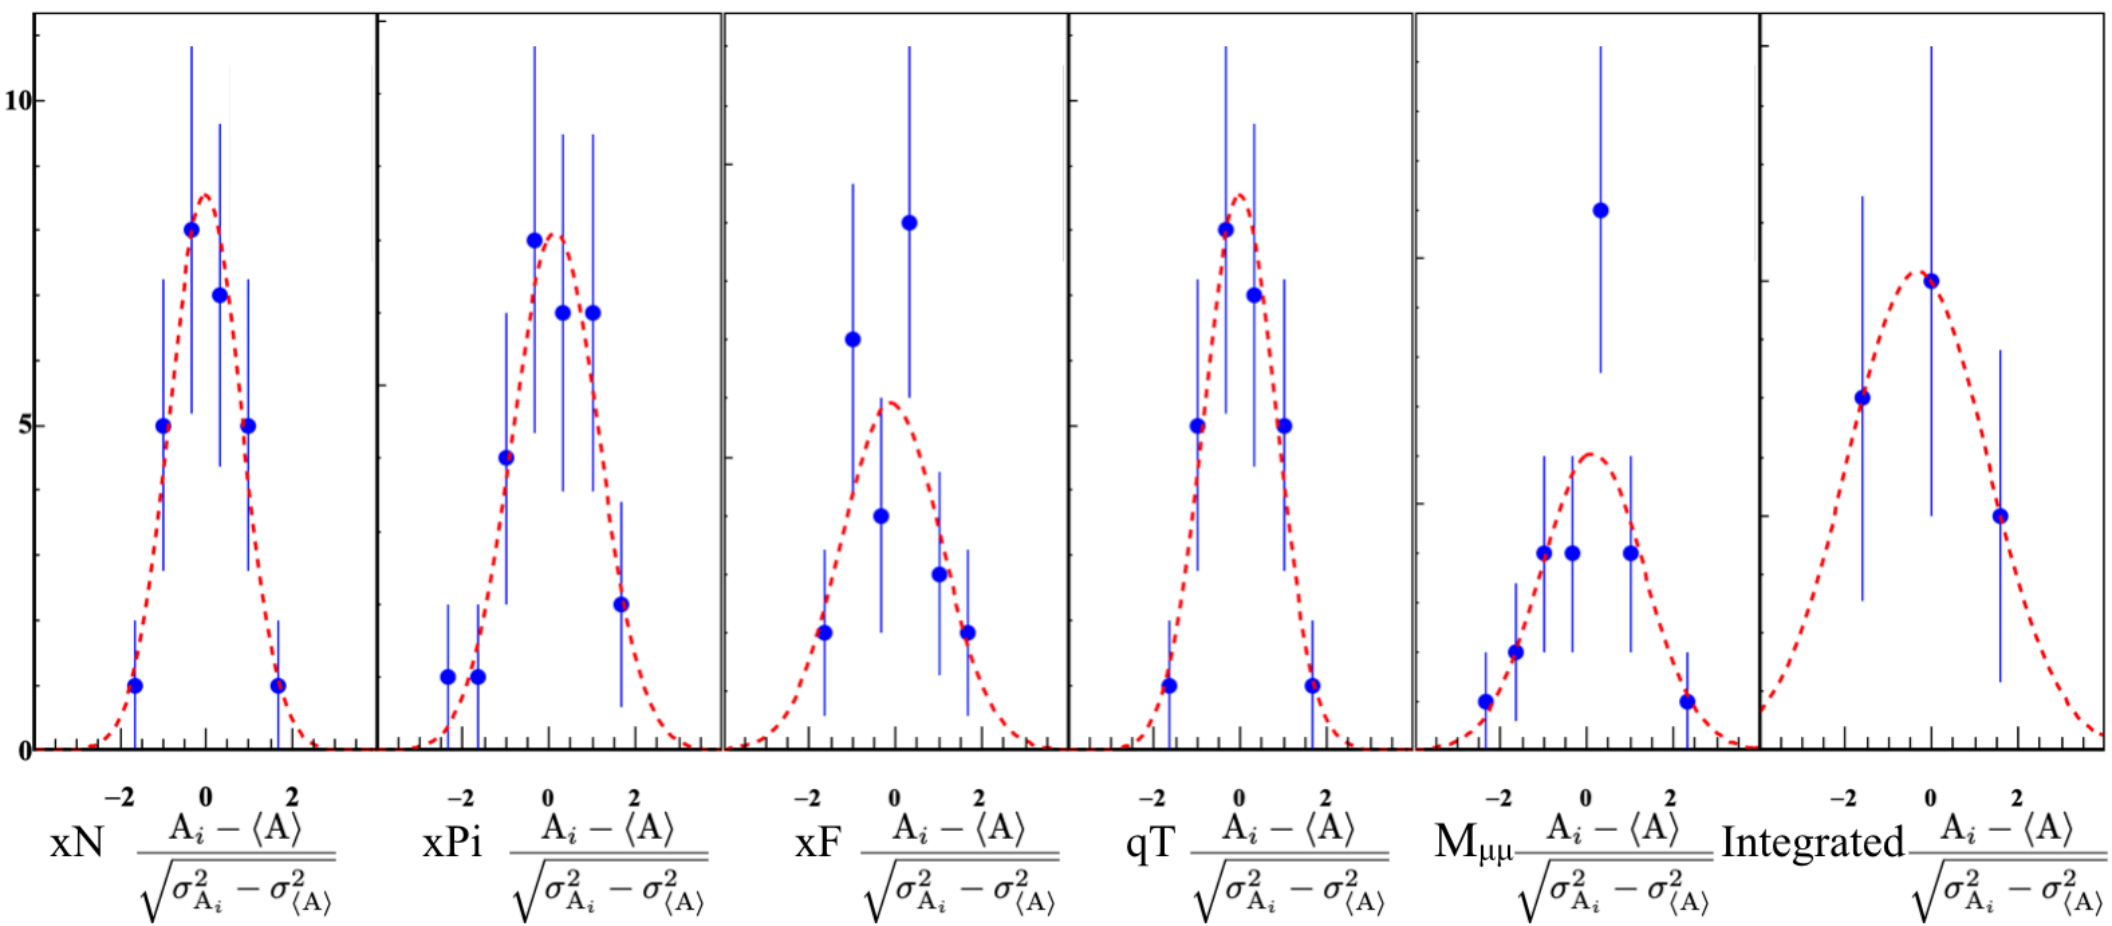 10
5
0
−2 0 2 −2 0 2 −2 0 2 −2 0 2 −2 0 2 −2 0 2
xN A_i − ⟨A⟩ / √(σ²_{A_i} − σ²_{⟨A⟩})
xPi A_i − ⟨A⟩ / √(σ²_{A_i} − σ²_{⟨A⟩})
xF A_i − ⟨A⟩ / √(σ²_{A_i} − σ²_{⟨A⟩})
qT A_i − ⟨A⟩ / √(σ²_{A_i} − σ²_{⟨A⟩})
M_μμ A_i − ⟨A⟩ / √(σ²_{A_i} − σ²_{⟨A⟩})
Integrated A_i − ⟨A⟩ / √(σ²_{A_i} − σ²_{⟨A⟩})